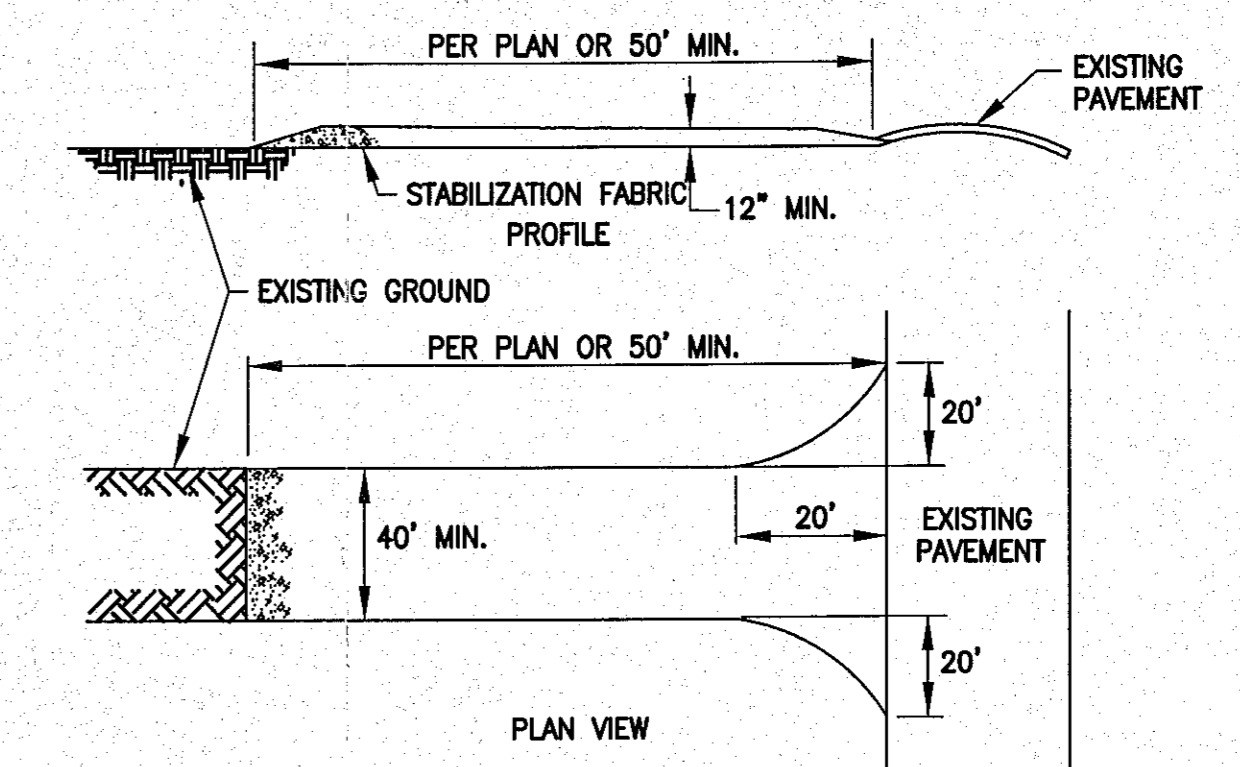 PER PLAN OR 50' MIN.
EXISTING
PAVEMENT
STABILIZATION FABRIC
12" MIN.
PROFILE
EXISTING GROUND
PER PLAN OR 50' MIN.
20'
40' MIN.
20'
EXISTING
PAVEMENT
20'
PLAN VIEW